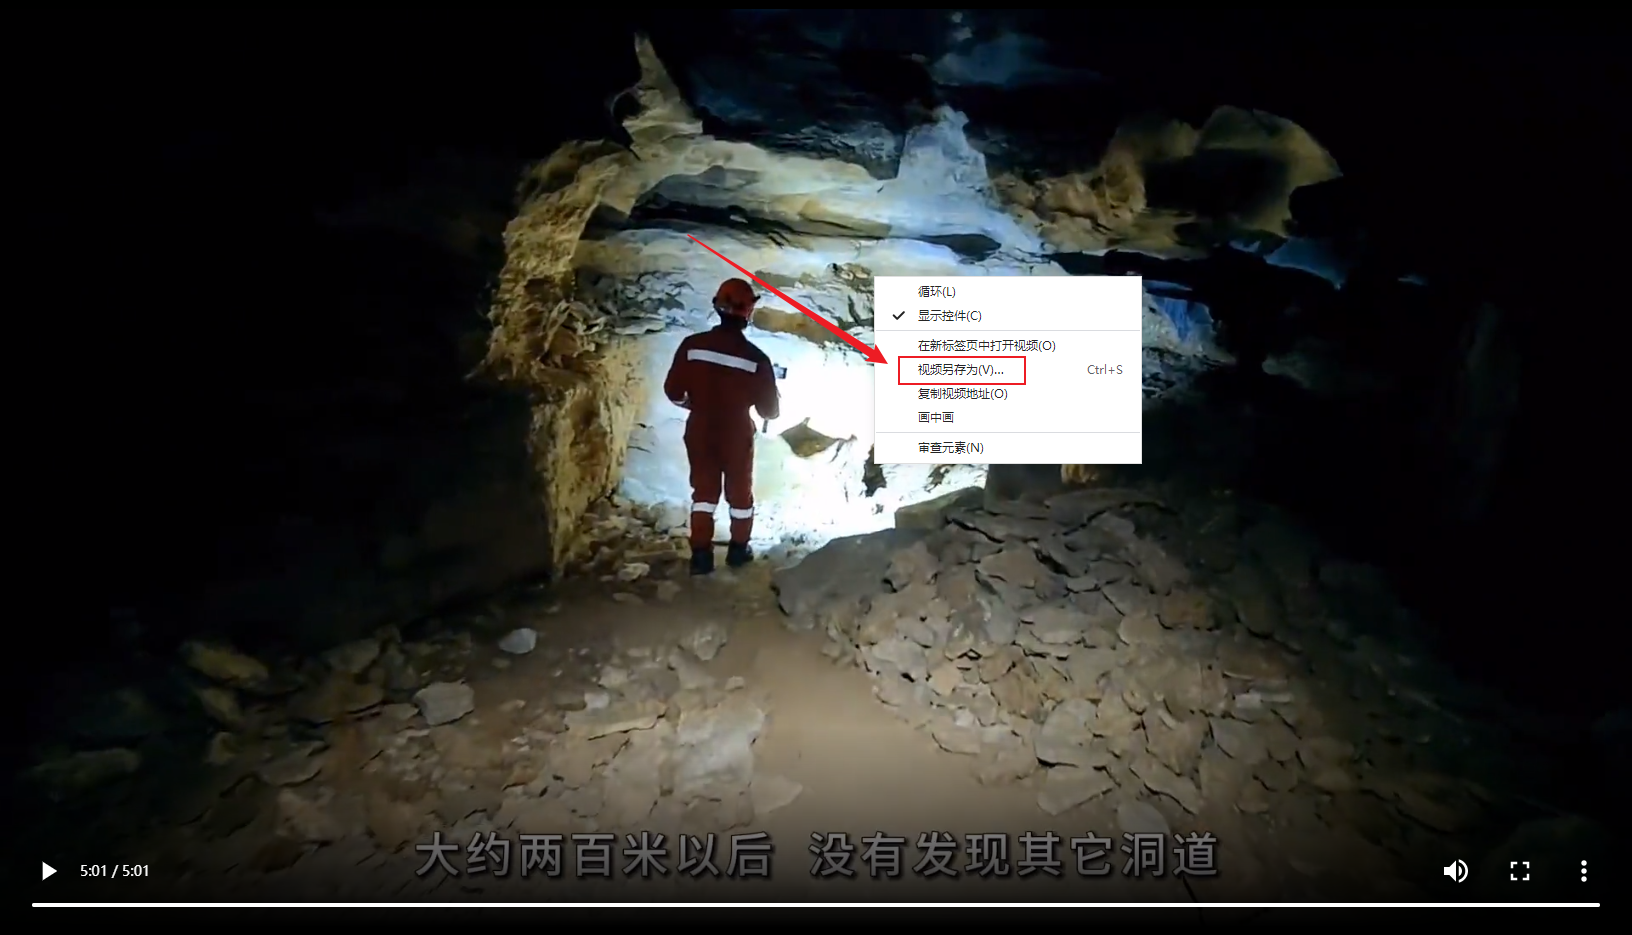 循环(L)
显示控件(C)
在新标签页中打开视频(O)
视频另存为(V)... Ctrl+S
复制视频地址(O)
画中画
审查元素(N)
大约两百米以后 没有发现其它洞道
5:01 / 5:01